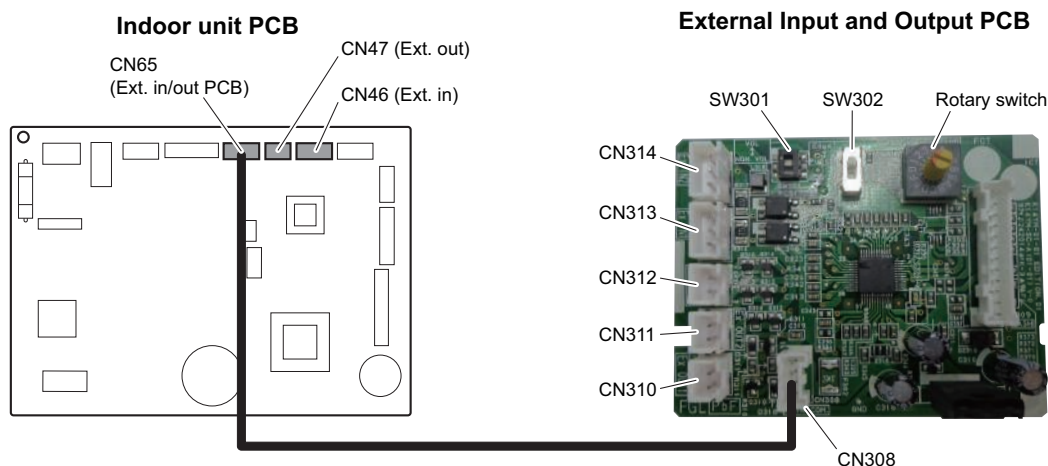 Indoor unit PCB
External Input and Output PCB
CN65
(Ext. in/out PCB)
CN47 (Ext. out)
CN46 (Ext. in)
SW301
SW302
Rotary switch
CN314
CN313
CN312
CN311
CN310
CN308